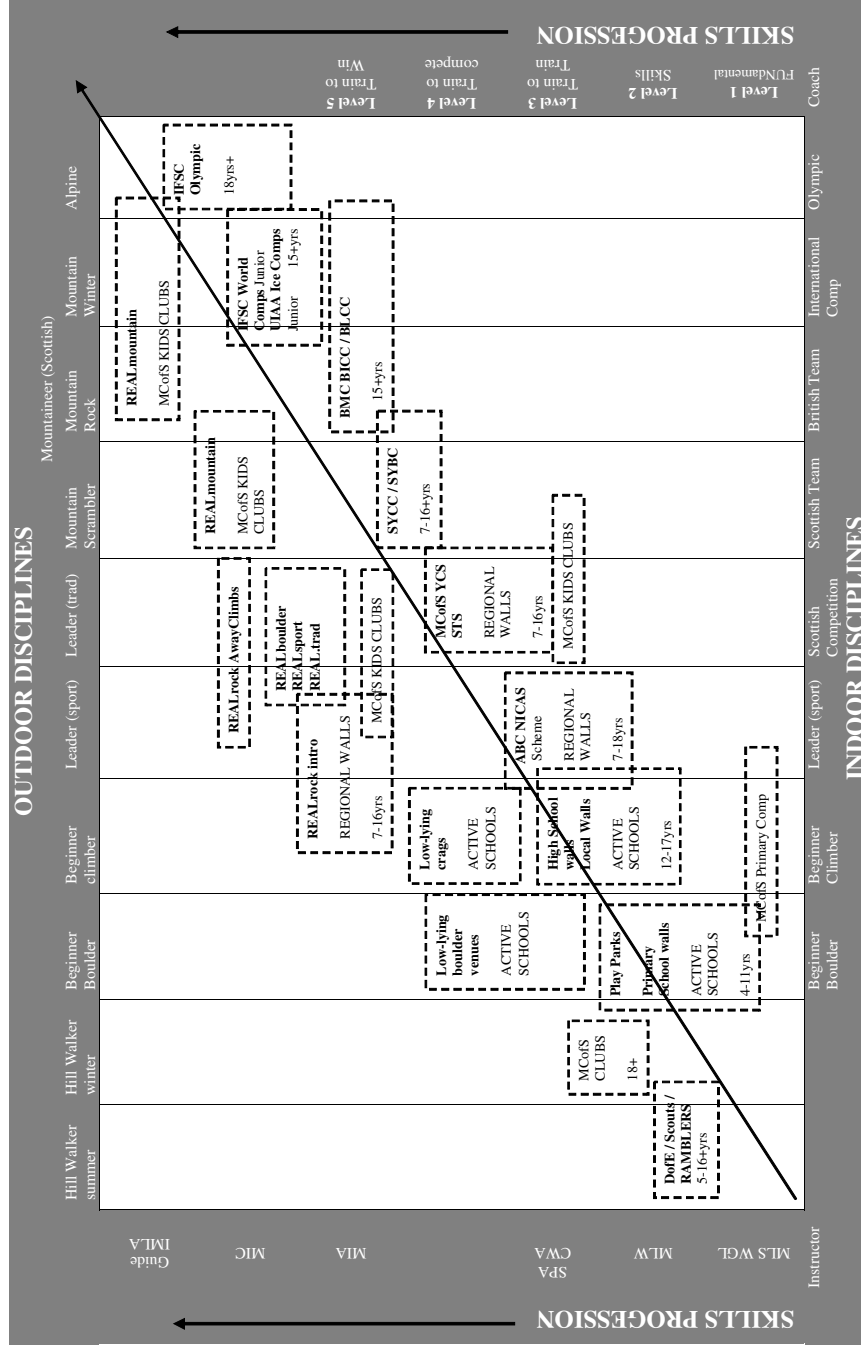 OUTDOOR DISCIPLINES
Mountaineer (Scottish)
Hill Walker
summer
Hill Walker
winter
Beginner
Boulder
Beginner
climber
Leader (sport)
Leader (trad)
Mountain
Scrambler
Mountain
Rock
Mountain
Winter
Alpine
SKILLS PROGRESSION
Guide
IMLA
MIC
MIA
SPA
CWA
MLW
MLS WGL
Instructor
REALmountain
MCofS KIDS CLUBS
IFSC
Olympic
18yrs+
REALmountain
MCofS KIDS
CLUBS
IFSC World
Comps Junior
UIAA Ice Comps
Junior 15+yrs
REALrock AwayClimbs
REALboulder
REALsport
REAL.trad
REALrock intro
REGIONAL WALLS
7-16yrs
MCofS KIDS CLUBS
BMC BICC / BLCC
15+yrs
SYCC / SYBC
7-16+yrs
Low-lying
crags
ACTIVE
SCHOOLS
Low-lying
boulder
venues
ACTIVE
SCHOOLS
MCofS YCS
STS
REGIONAL
WALLS
7-16yrs
MCofS KIDS CLUBS
ABC NICAS
Scheme
REGIONAL
WALLS
7-18yrs
High School
walls
Local Walls
ACTIVE
SCHOOLS
12-17yrs
MCofS
CLUBS
18+
Play Parks
Primary
School walls
ACTIVE
SCHOOLS
4-11yrs
MCofS Primary Comp
DofE / Scouts /
RAMBLERS
5-16+yrs
SKILLS PROGRESSION
Level 5
Train to
Win
Level 4
Train to
compete
Level 3
Train to
Train
Level 2
Skills
Level 1
FUNdamental
Coach
Beginner
Boulder
Beginner
Climber
Leader (sport)
Scottish
Competition
Scottish Team
British Team
International
Comp
Olympic
INDOOR DISCIPLINES